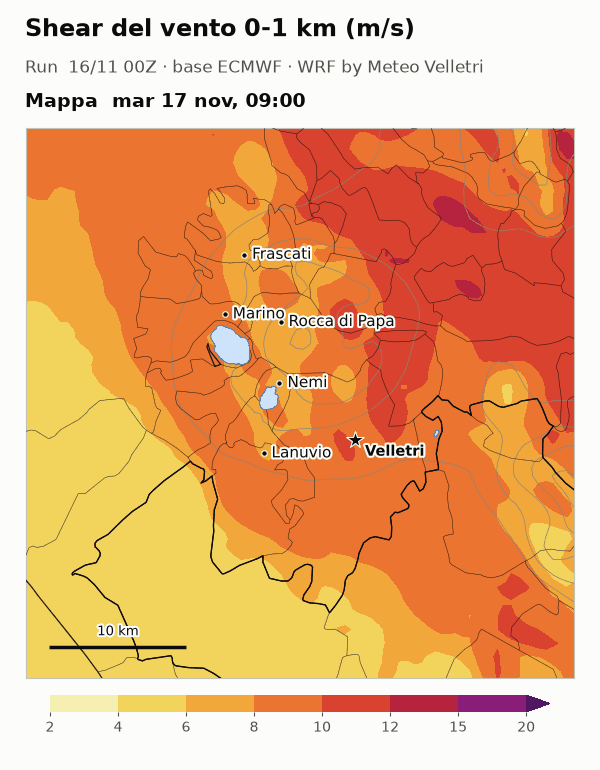 Shear del vento 0-1 km (m/s)
Run  16/11 00Z · base ECMWF · WRF by Meteo Velletri
Mappa  mar 17 nov, 09:00
Frascati
Marino
Rocca di Papa
Nemi
Velletri
Lanuvio
10 km
2 4 6 8 10 12 15 20